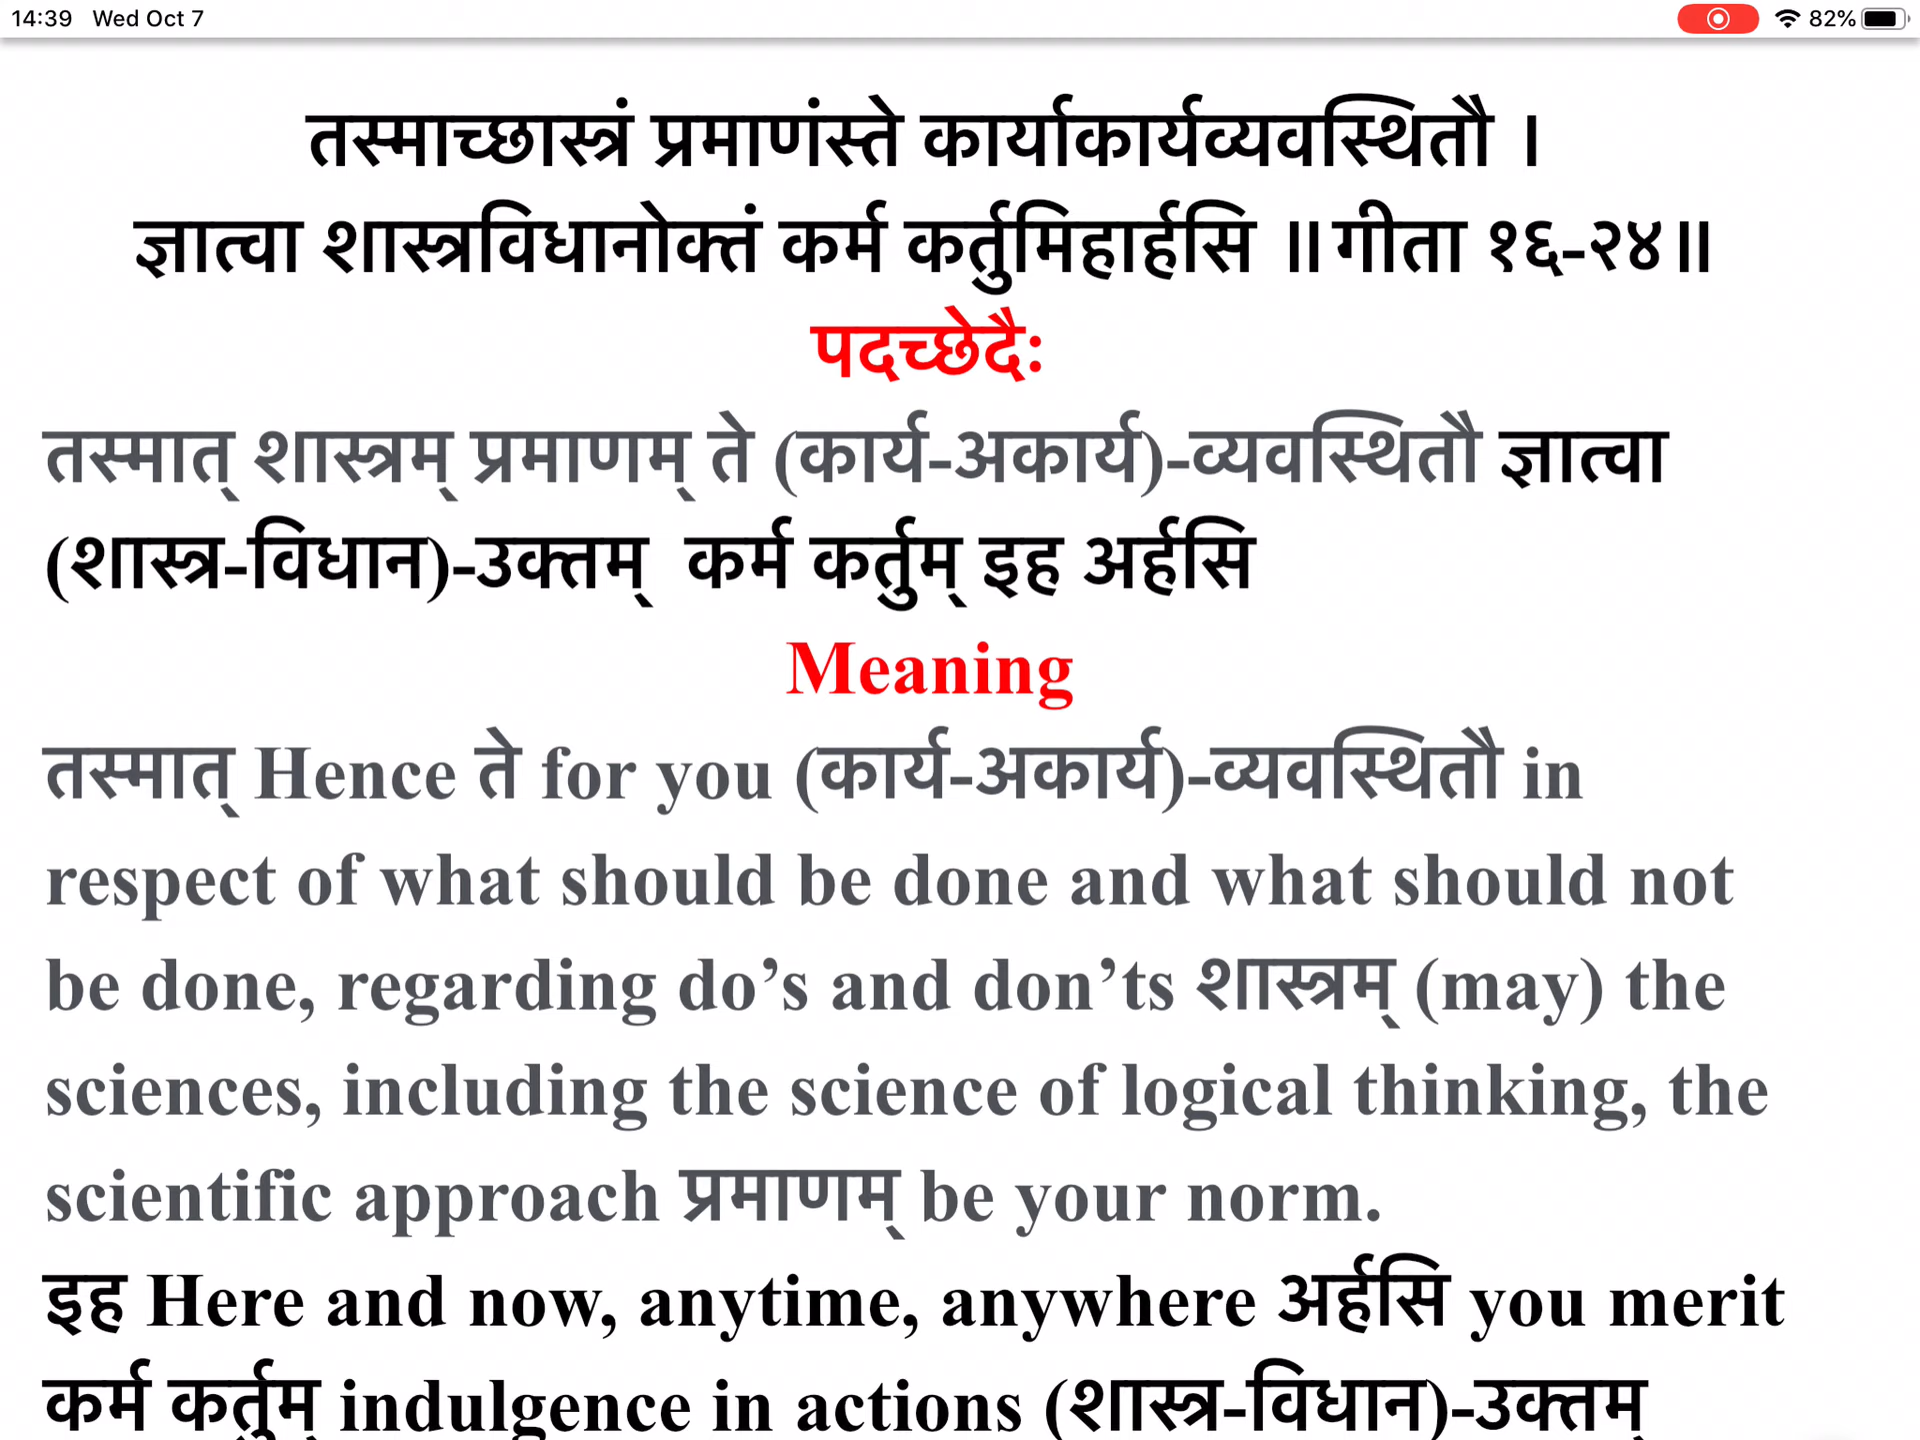 14:39 Wed Oct 7 82%
तस्माच्छास्त्रं प्रमाणंस्ते कार्याकार्यव्यवस्थितौ ।
ज्ञात्वा शास्त्रविधानोक्तं कर्म कर्तुमिहार्हसि ॥गीता १६-२४॥
पदच्छेदैः
तस्मात् शास्त्रम् प्रमाणम् ते (कार्य-अकार्य)-व्यवस्थितौ ज्ञात्वा
(शास्त्र-विधान)-उक्तम् कर्म कर्तुम् इह अर्हसि
Meaning
तस्मात् Hence ते for you (कार्य-अकार्य)-व्यवस्थितौ in
respect of what should be done and what should not
be done, regarding do’s and don’ts शास्त्रम् (may) the
sciences, including the science of logical thinking, the
scientific approach प्रमाणम् be your norm.
इह Here and now, anytime, anywhere अर्हसि you merit
कर्म कर्तुम् indulgence in actions (शास्त्र-विधान)-उक्तम्